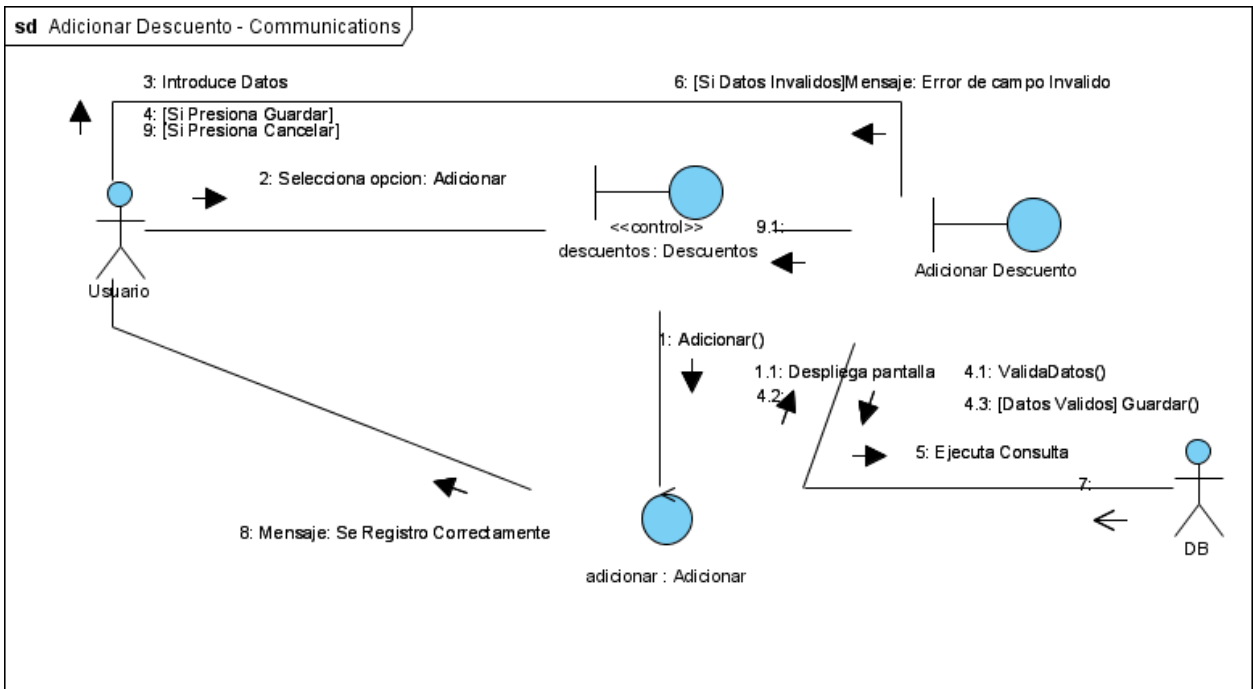 sd Adicionar Descuento - Communications
3: Introduce Datos
6: [Si Datos Invalidos]Mensaje: Error de campo Invalido
4: [Si Presiona Guardar]
9: [Si Presiona Cancelar]
2: Selecciona opcion: Adicionar
<<control>>
9.1:
descuentos : Descuentos
Adicionar Descuento
Usuario
1: Adicionar()
1.1: Despliega pantalla
4.1: ValidaDatos()
4.2:
4.3: [Datos Validos] Guardar()
5: Ejecuta Consulta
7:
8: Mensaje: Se Registro Correctamente
DB
adicionar : Adicionar